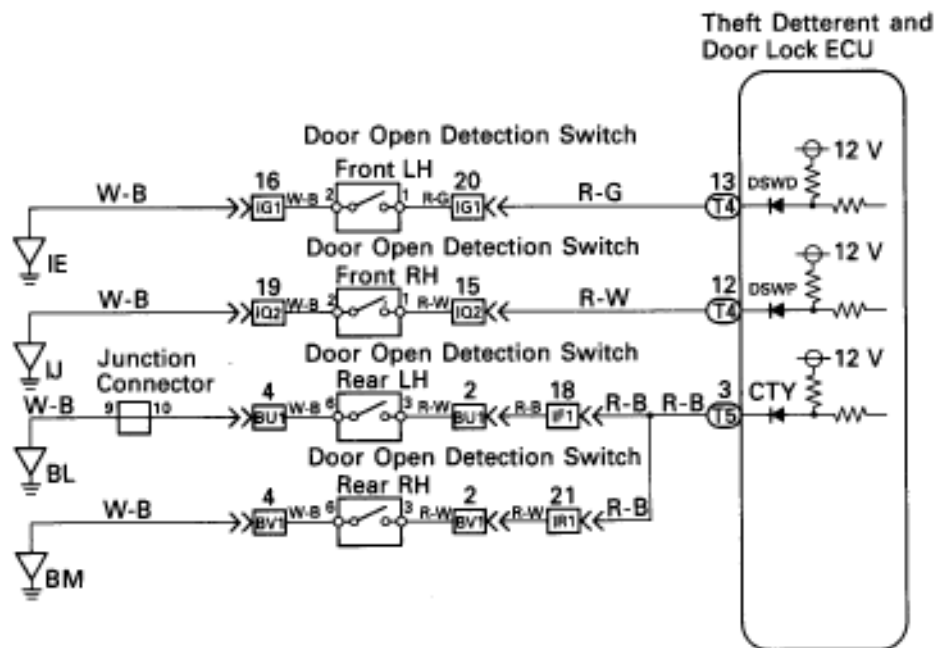 Theft Detterent and
Door Lock ECU
Door Open Detection Switch
12 V
Front LH
W-B 16 IG1 W-B 2 1 R-G 20 IG1 R-G 13 T4 DSWD
IE
Door Open Detection Switch
12 V
Front RH
W-B 19 IQ2 W-B 2 1 R-W 15 IQ2 R-W 12 T4 DSWP
IJ
Junction
Connector
Door Open Detection Switch
12 V
Rear LH
W-B 9 10 4 BU1 W-B 6 3 R-W 2 BU1 R-B 18 IF1 R-B R-B 3 T5 CTY
BL
Door Open Detection Switch
Rear RH
W-B 4 BV1 W-B 6 3 R-W 2 BV1 R-W 21 IR1 R-B
BM